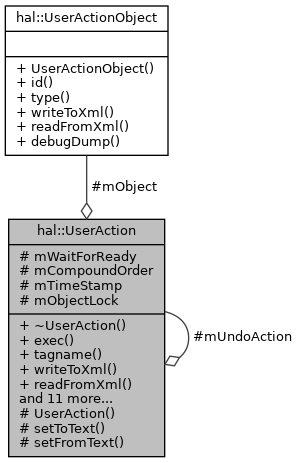 hal::UserActionObject
+ UserActionObject()
+ id()
+ type()
+ writeToXml()
+ readFromXml()
+ debugDump()
#mObject
hal::UserAction
# mWaitForReady
# mCompoundOrder
# mTimeStamp
# mObjectLock
+ ~UserAction()
+ exec()
+ tagname()
+ writeToXml()
+ readFromXml()
and 11 more...
# UserAction()
# setToText()
# setFromText()
#mUndoAction